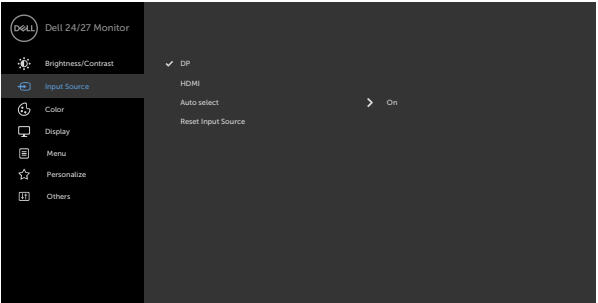 DELL
Dell 24/27 Monitor
Brightness/Contrast
Input Source
Color
Display
Menu
Personalize
Others
DP
HDMI
Auto select On
Reset Input Source